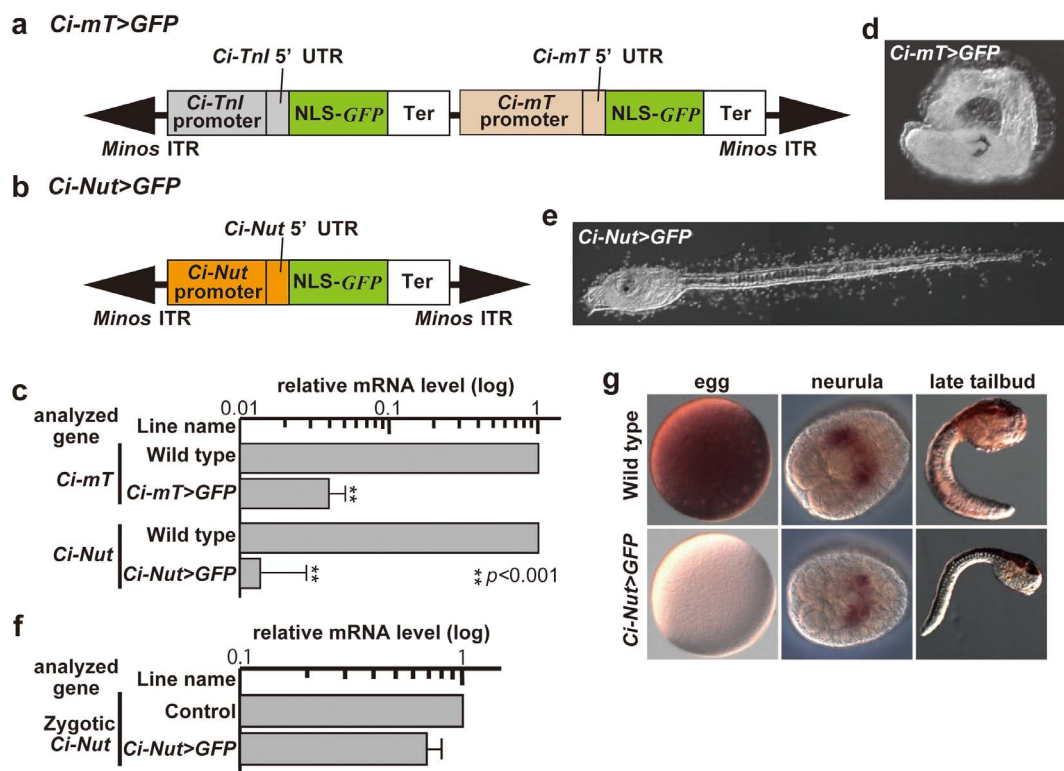 a Ci-mT>GFP
Ci-TnI 5' UTR
Ci-mT 5' UTR
Ci-TnI promoter
NLS-GFP
Ter
Ci-mT promoter
NLS-GFP
Ter
Minos ITR
Minos ITR
b Ci-Nut>GFP
Ci-Nut 5' UTR
Ci-Nut promoter
NLS-GFP
Ter
Minos ITR
Minos ITR
d
Ci-mT>GFP
e
Ci-Nut>GFP
c
relative mRNA level (log)
analyzed gene
0.01
0.1
1
Line name
Ci-mT
Wild type
Ci-mT>GFP
**
Ci-Nut
Wild type
Ci-Nut>GFP
**
** p<0.001
f
relative mRNA level (log)
analyzed gene
0.1
1
Line name
Zygotic Ci-Nut
Control
Ci-Nut>GFP
g
egg
neurula
late tailbud
Wild type
Ci-Nut>GFP